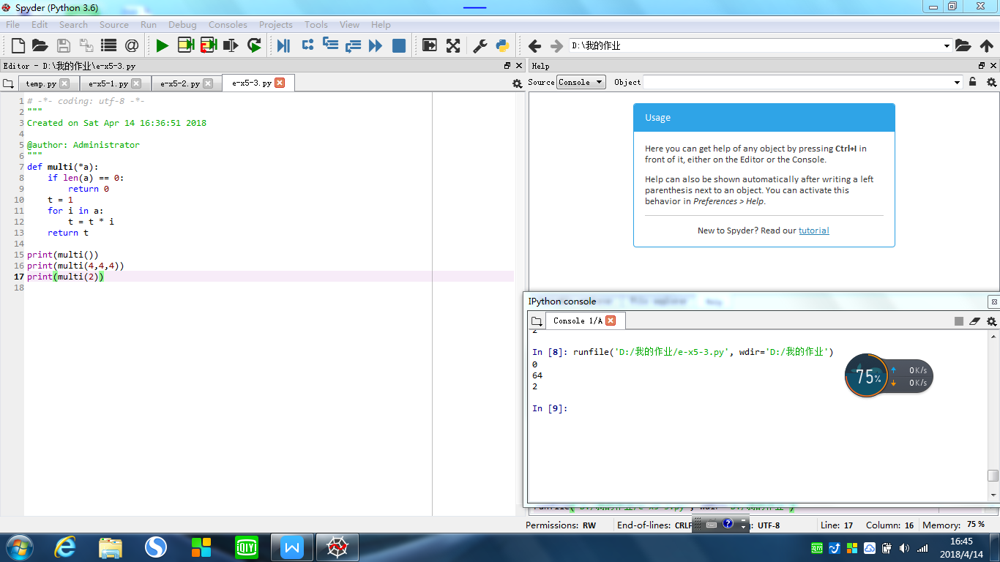 Spyder (Python 3.6)
File Edit Search Source Run Debug Consoles Projects Tools View Help
D:\我的作业
Editor - D:\我的作业\e-x5-3.py
temp.py e-x5-1.py e-x5-2.py e-x5-3.py
1 # -*- coding: utf-8 -*-
2 """
3 Created on Sat Apr 14 16:36:51 2018
4
5 @author: Administrator
6 """
7 def multi(*a):
8     if len(a) == 0:
9         return 0
10     t = 1
11     for i in a:
12         t = t * i
13     return t
14
15 print(multi())
16 print(multi(4,4,4))
17 print(multi(2))
18
Help
Source Console Object
Usage
Here you can get help of any object by pressing Ctrl+I in
front of it, either on the Editor or the Console.
Help can also be shown automatically after writing a left
parenthesis next to an object. You can activate this
behavior in Preferences > Help.
New to Spyder? Read our tutorial
IPython console
Console 1/A
2
In [8]: runfile('D:/我的作业/e-x5-3.py', wdir='D:/我的作业')
0
64
2
In [9]:
75%
0K/s
0K/s
Permissions: RW End-of-lines: CRLF UTF-8 Line: 17 Column: 16 Memory: 75 %
iQIYI
16:45
2018/4/14